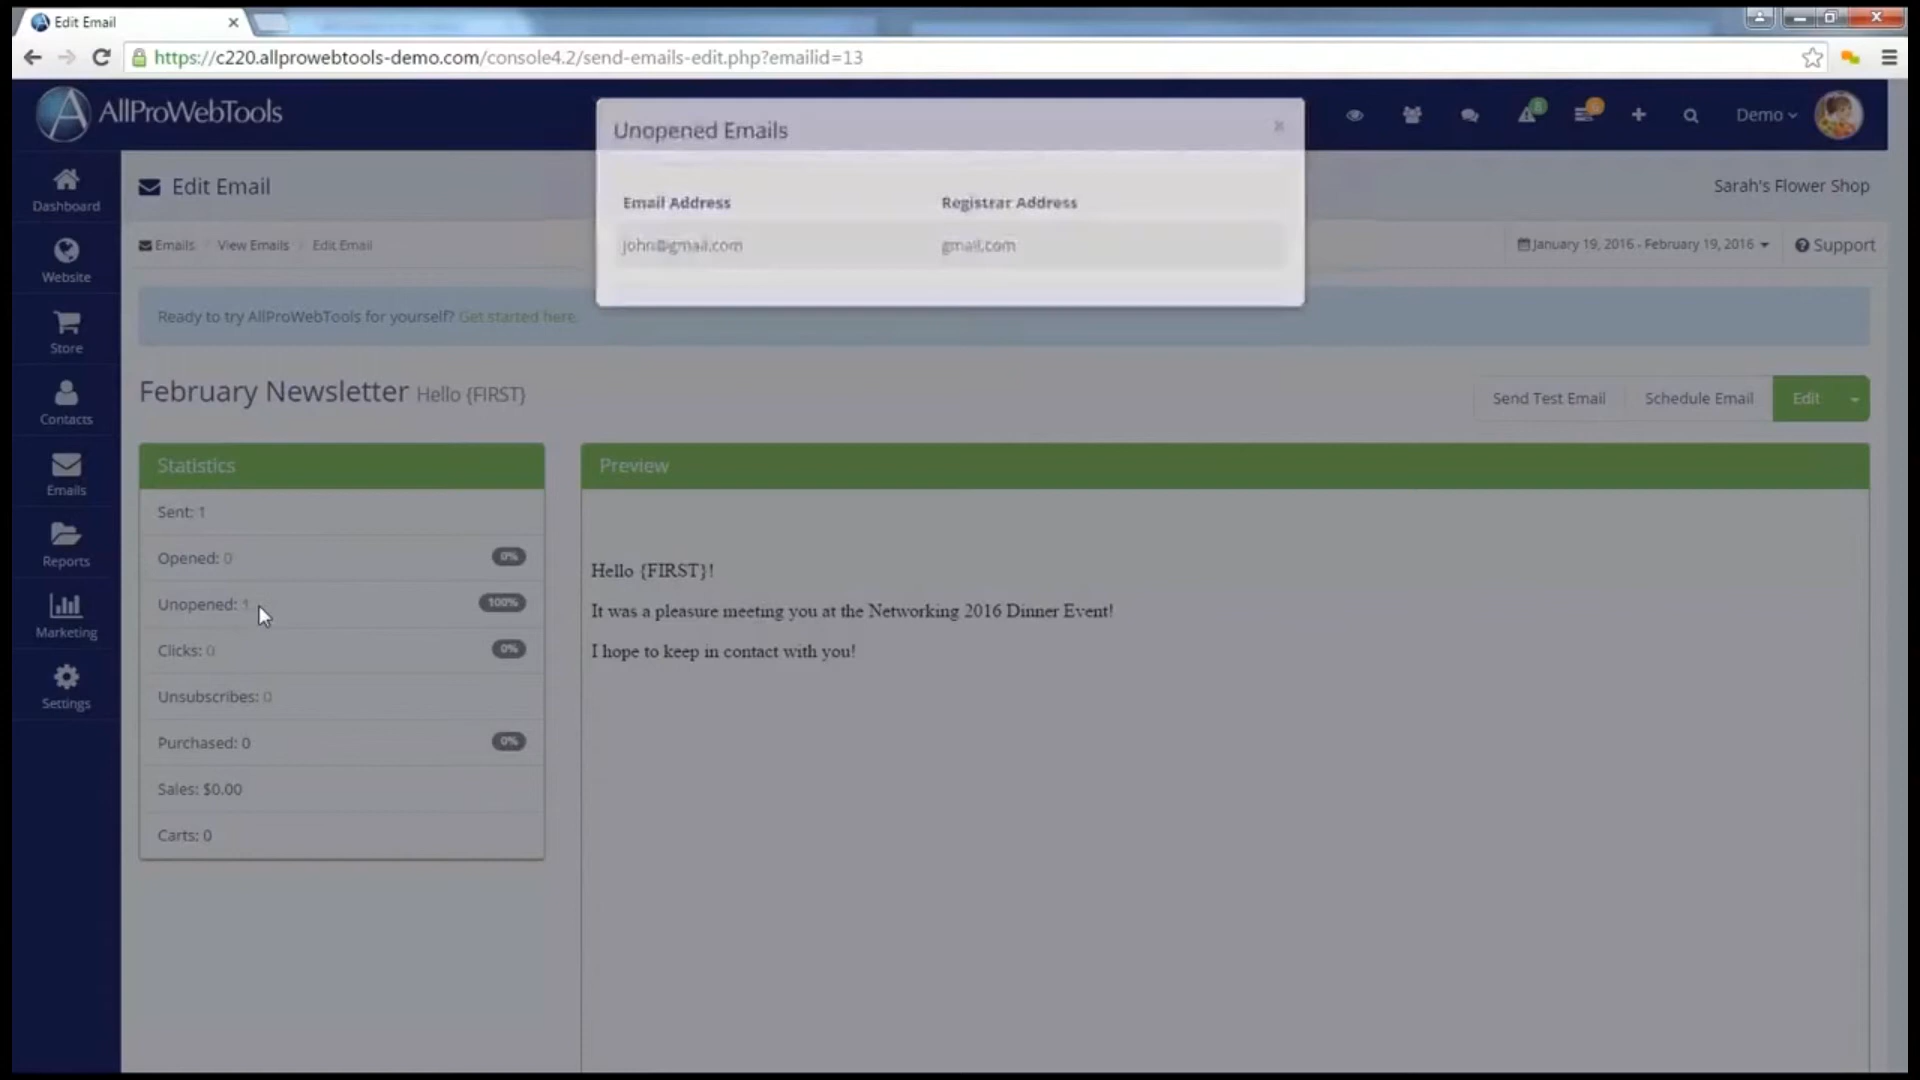 Edit Email
https://c220.allprowebtools-demo.com/console4.2/send-emails-edit.php?emailid=13
AllProWebTools
Demo
Unopened Emails
Email Address Registrar Address
john@gmail.com gmail.com
Edit Email
Sarah's Flower Shop
Emails / View Emails / Edit Email
January 19, 2016 - February 19, 2016
Support
Ready to try AllProWebTools for yourself? Get started here.
Dashboard
Website
Store
Contacts
Emails
Reports
Marketing
Settings
February Newsletter Hello {FIRST}
Send Test Email
Schedule Email
Edit
Statistics
Sent: 1
Opened: 0 0%
Unopened: 1 100%
Clicks: 0 0%
Unsubscribes: 0
Purchased: 0 0%
Sales: $0.00
Carts: 0
Preview
Hello {FIRST}!
It was a pleasure meeting you at the Networking 2016 Dinner Event!
I hope to keep in contact with you!